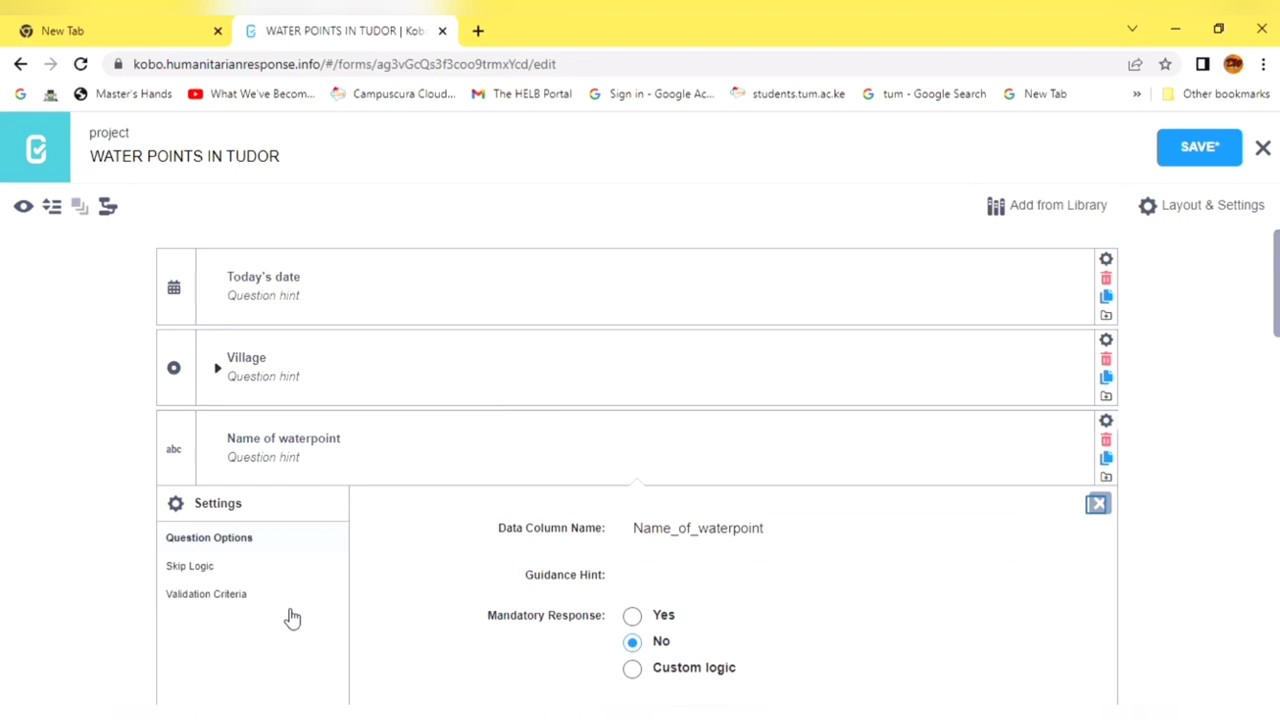 New Tab
WATER POINTS IN TUDOR | Kobo
kobo.humanitarianresponse.info/#/forms/ag3vGcQs3f3coo9trmxYcd/edit
Master's Hands
What We've Becom...
Campuscura Cloud...
The HELB Portal
Sign in - Google Ac...
students.tum.ac.ke
tum - Google Search
New Tab
»
Other bookmarks
project
WATER POINTS IN TUDOR
SAVE*
Add from Library
Layout & Settings
Today's date
Question hint
Village
Question hint
abc
Name of waterpoint
Question hint
Settings
Question Options
Skip Logic
Validation Criteria
Data Column Name: Name_of_waterpoint
Guidance Hint:
Mandatory Response: Yes
No
Custom logic